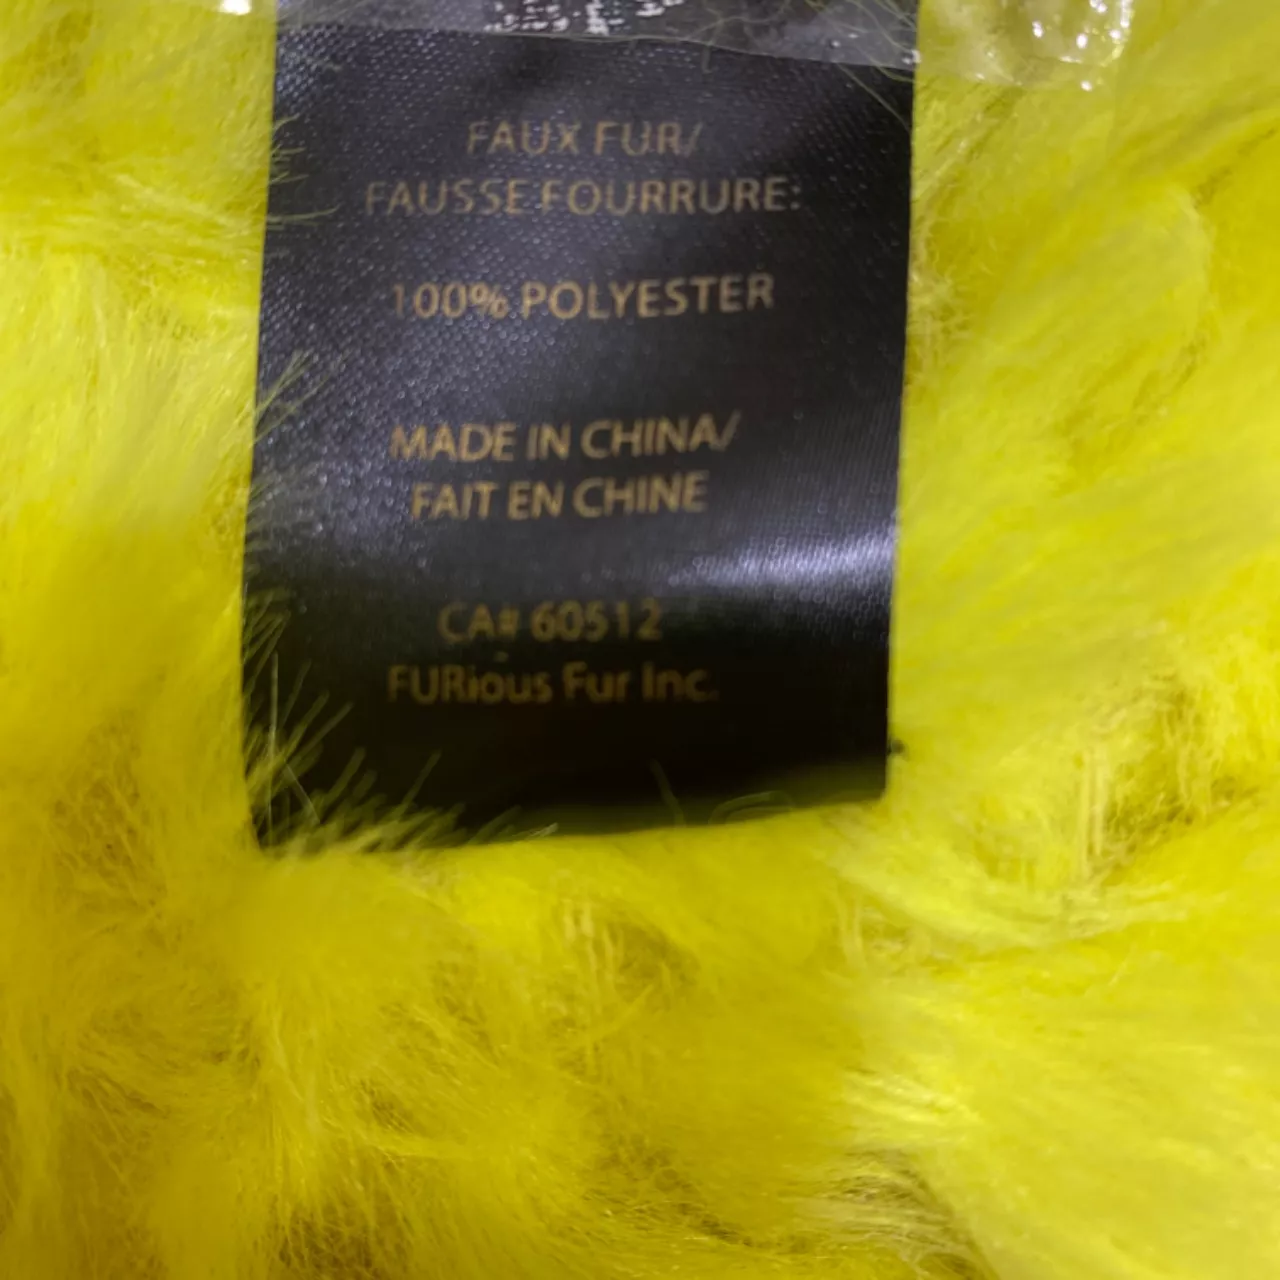 FAUX FUR/
FAUSSE FOURRURE:
100% POLYESTER
MADE IN CHINA/
FAIT EN CHINE
CA# 60512
FURious Fur Inc.